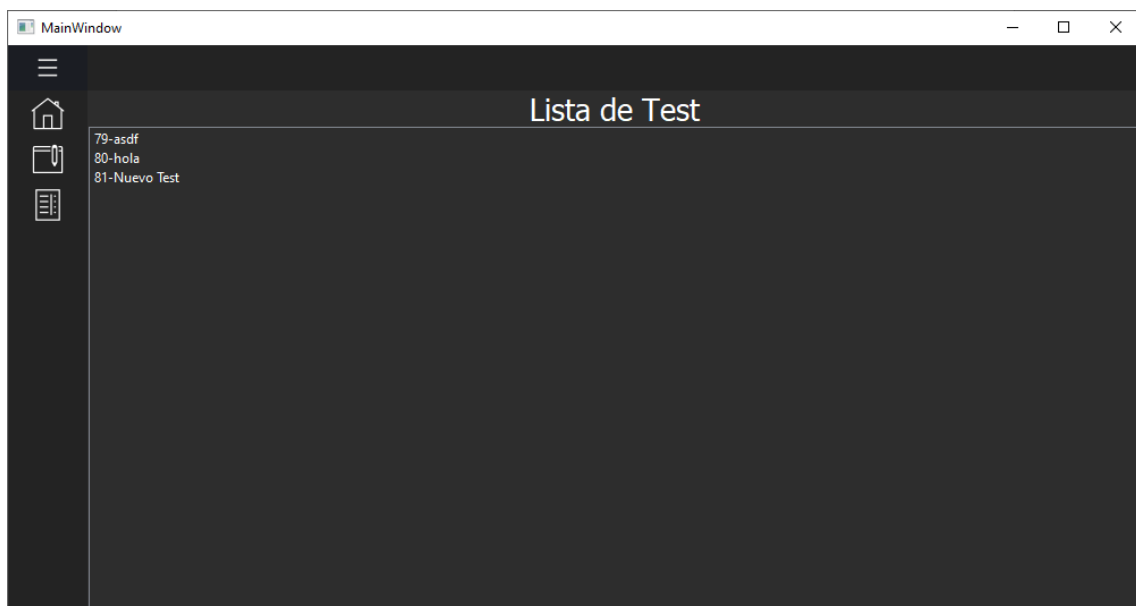 MainWindow
Lista de Test
79-asdf
80-hola
81-Nuevo Test